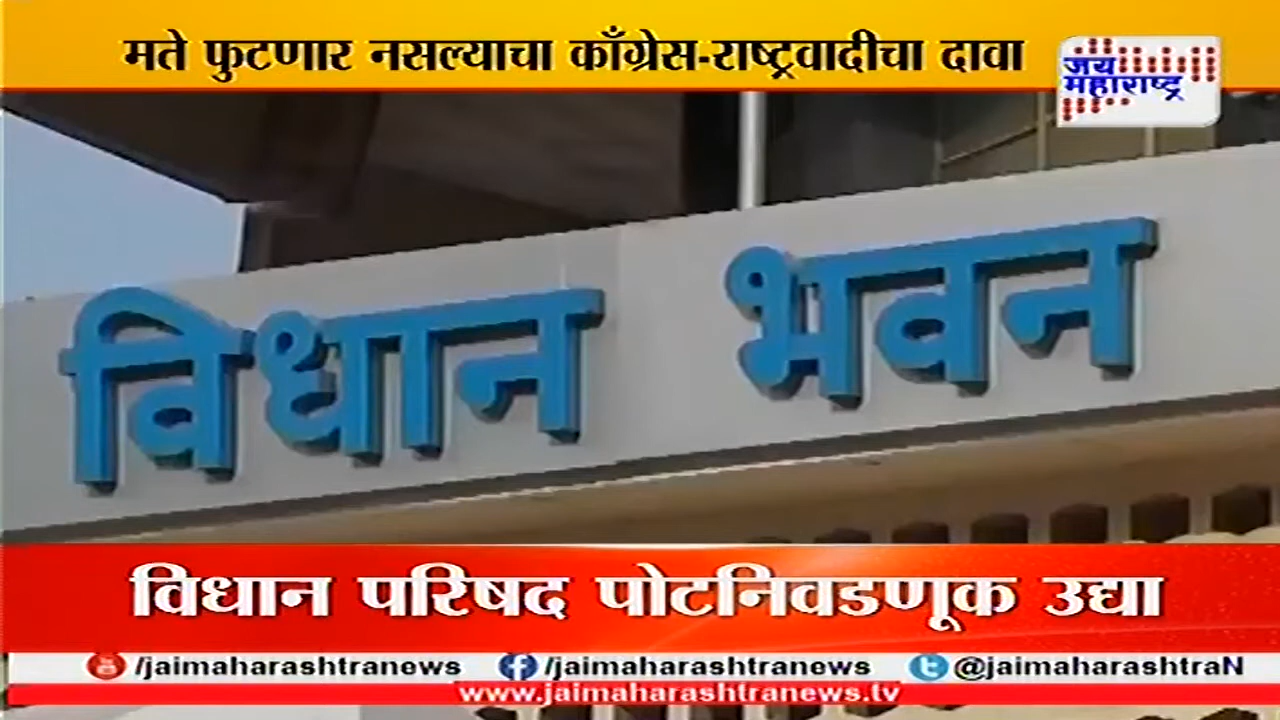 मते फुटणार नसल्याचा काँग्रेस-राष्ट्रवादीचा दावा
जय
महाराष्ट्र
विधान भवन
विधान परिषद पोटनिवडणूक उद्या
/jaimaharashtranews /jaimaharashtranews @jaimaharashtraN
www.jaimaharashtranews.tv